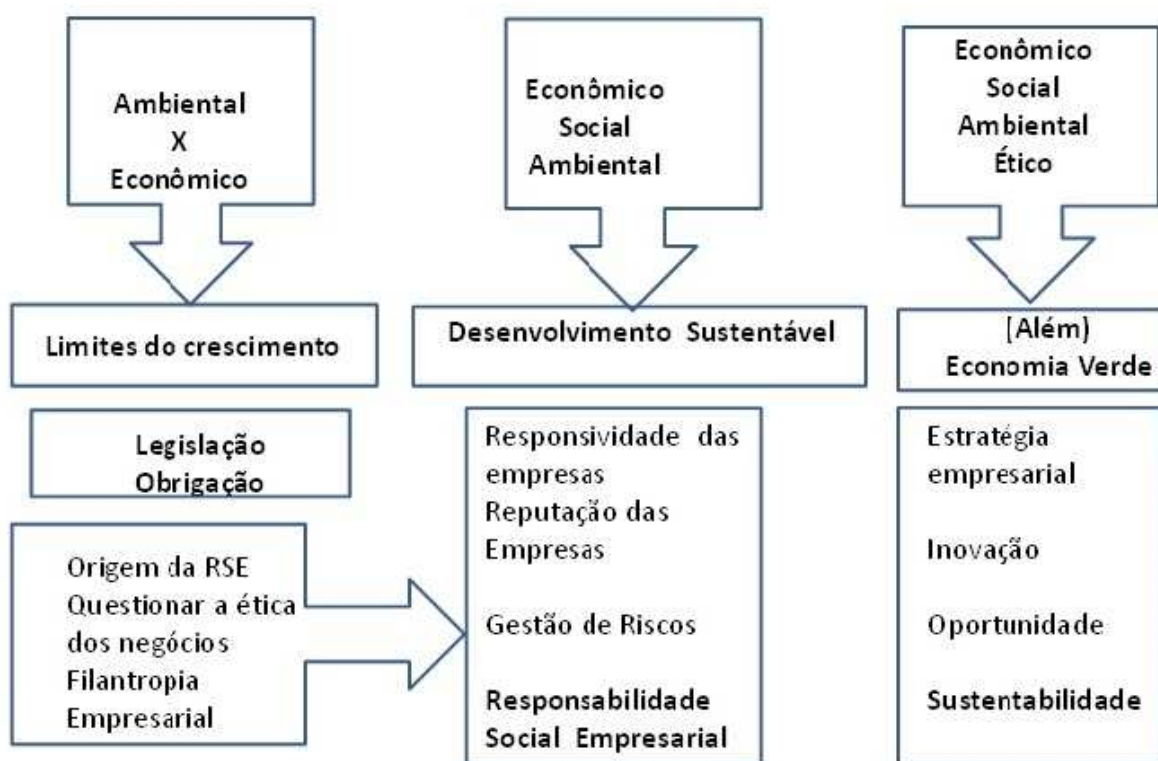 Ambiental
X
Econômico
Limites do crescimento
Legislação
Obrigação
Origem da RSE
Questionar a ética
dos negócios
Filantropia
Empresarial
Econômico
Social
Ambiental
Desenvolvimento Sustentável
Responsividade das
empresas
Reputação das
Empresas
Gestão de Riscos
Responsabilidade
Social Empresarial
Econômico
Social
Ambiental
Ético
(Além)
Economia Verde
Estratégia
empresarial
Inovação
Oportunidade
Sustentabilidade